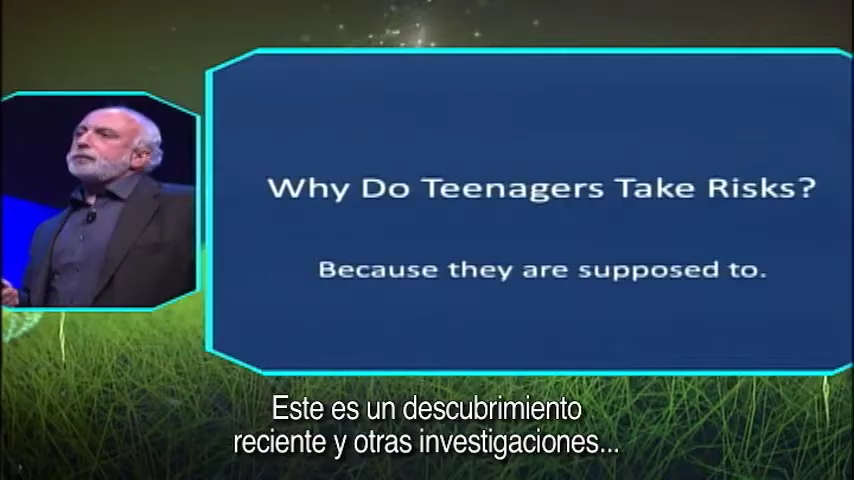 Why Do Teenagers Take Risks?
Because they are supposed to.
Este es un descubrimiento
reciente y otras investigaciones...